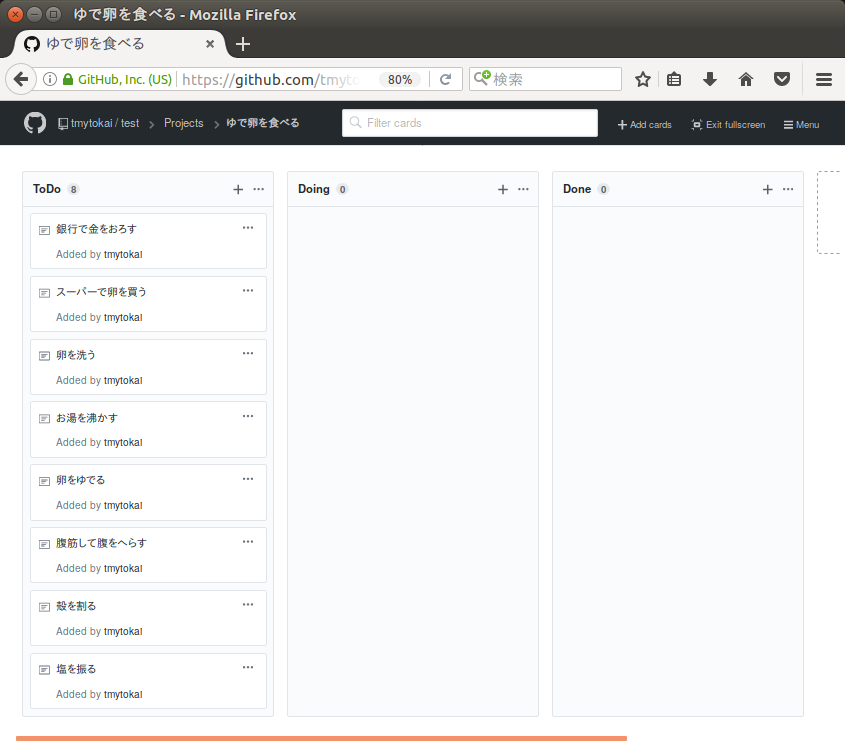 ゆで卵を食べる - Mozilla Firefox
ゆで卵を食べる
GitHub, Inc. (US) https://github.com/tmyto 80% 検索
tmytokai / test Projects ゆで卵を食べる Filter cards Add cards Exit fullscreen Menu
ToDo 8
銀行で金をおろす
Added by tmytokai
スーパーで卵を買う
Added by tmytokai
卵を洗う
Added by tmytokai
お湯を沸かす
Added by tmytokai
卵をゆでる
Added by tmytokai
腹筋して腹をへらす
Added by tmytokai
殻を割る
Added by tmytokai
塩を振る
Added by tmytokai
Doing 0
Done 0